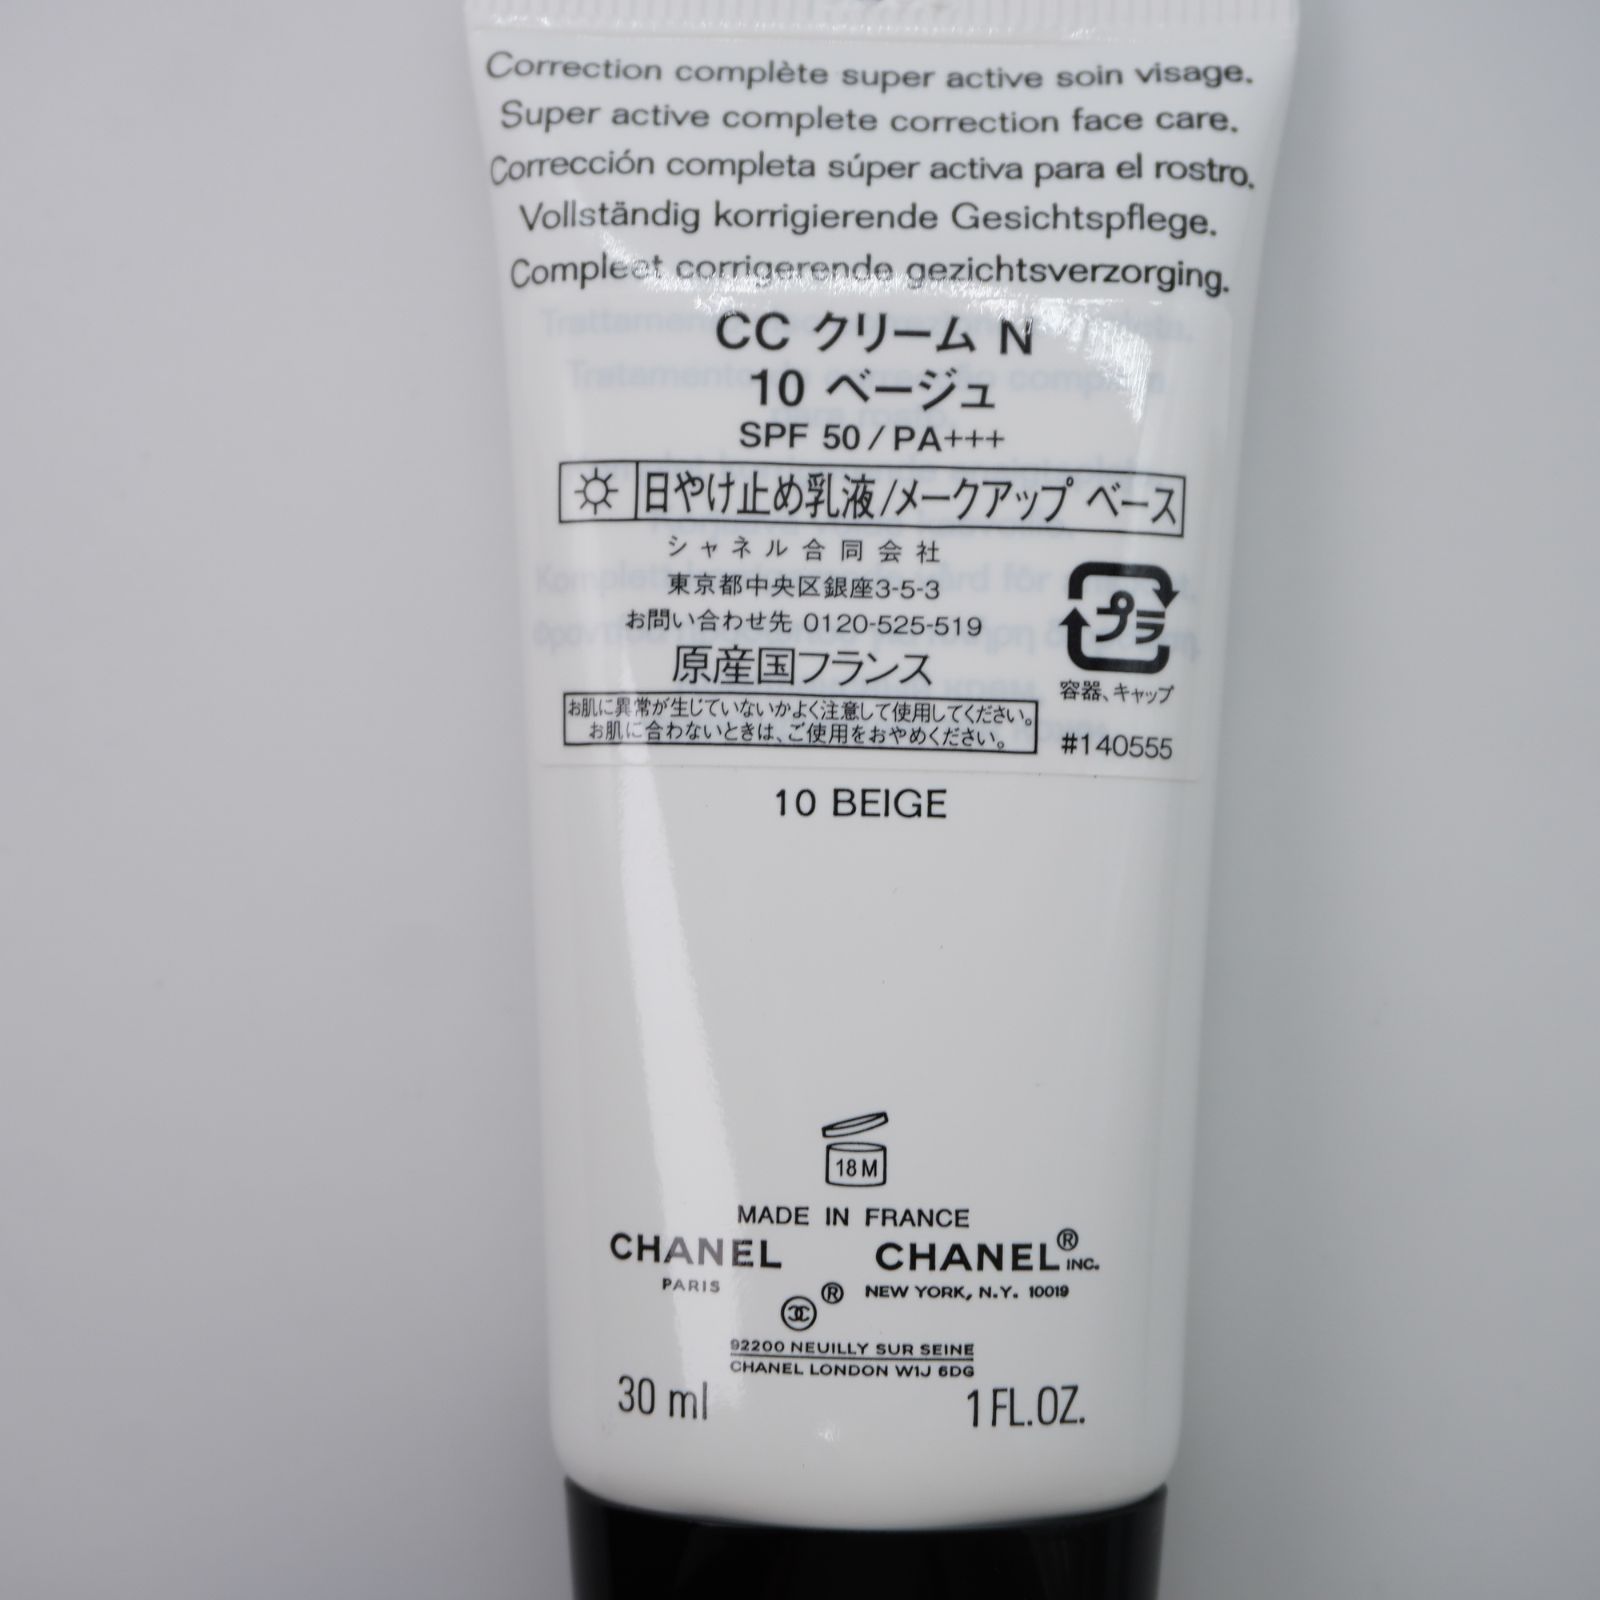 Correction complète super active soin visage.
Super active complete correction face care.
Corrección completa súper activa para el rostro.
Vollständig korrigierende Gesichtspflege.
Compleet corrigerende gezichtsverzorging.
CC クリーム N
10 ベージュ
SPF 50 / PA+++
日やけ止め乳液/メークアップ ベース
シャネル合同会社
東京都中央区銀座3-5-3
お問い合わせ先 0120-525-519
原産国フランス
プラ
容器、キャップ
お肌に異常が生じていないかよく注意して使用してください。
お肌に合わないときは、ご使用をおやめください。
#140555
10 BEIGE
18 M
MADE IN FRANCE
CHANEL CHANEL® INC.
PARIS ® NEW YORK, N.Y. 10019
92200 NEUILLY SUR SEINE
CHANEL LONDON W1J 6DG
30 ml 1 FL.OZ.